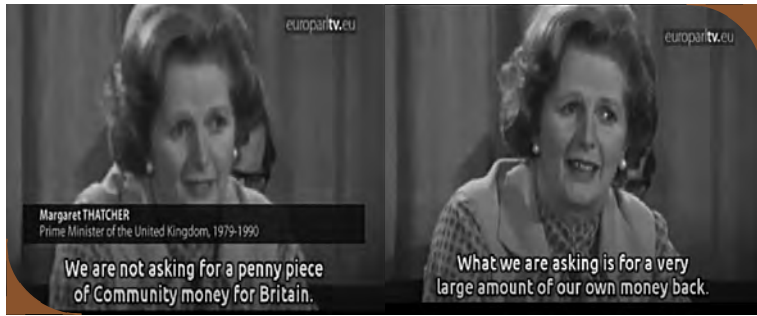 europarltv.eu
Margaret THATCHER
Prime Minister of the United Kingdom, 1979-1990
We are not asking for a penny piece
of Community money for Britain.
europarltv.eu
What we are asking is for a very
large amount of our own money back.